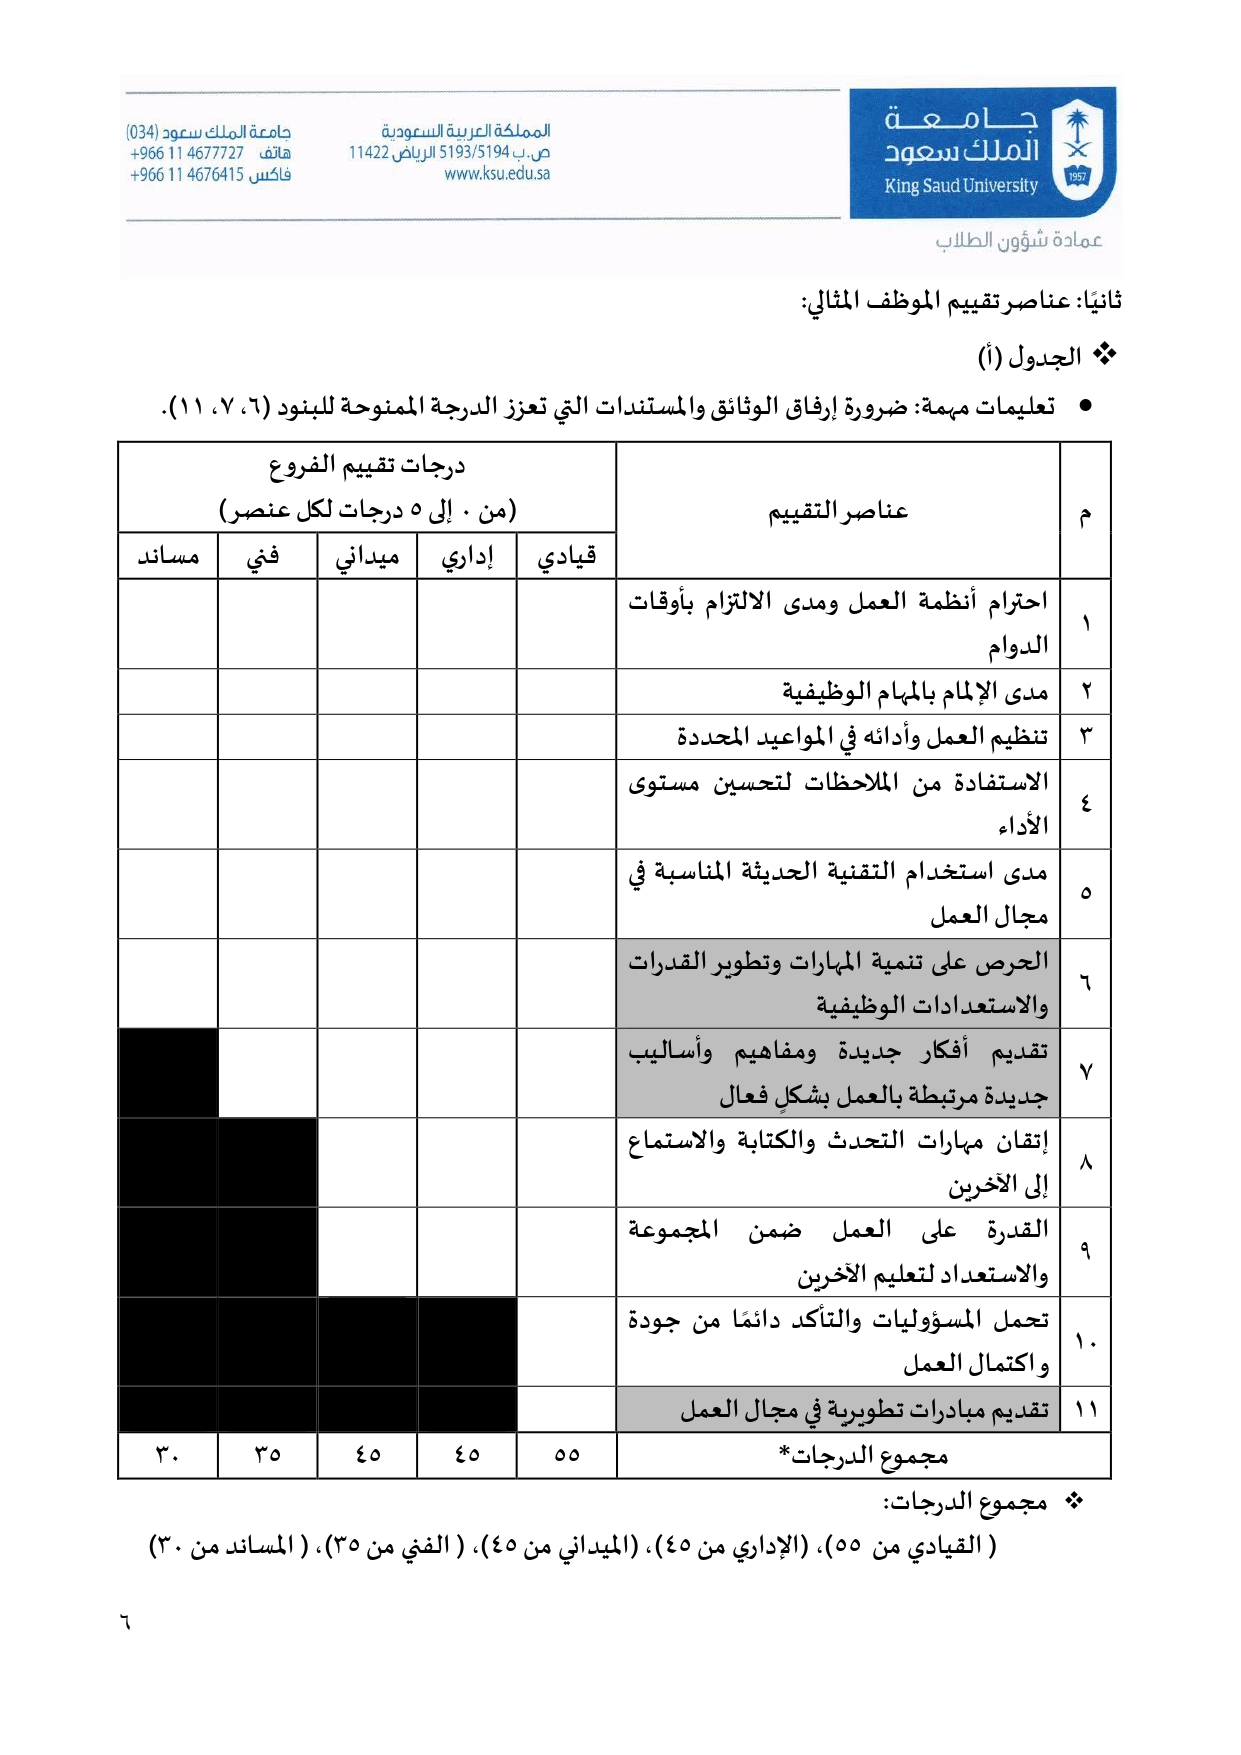 جامعة
الملك سعود
King Saud University
1957
عمادة شؤون الطلاب
المملكة العربية السعودية
ص.ب 5193/5194 الرياض 11422
www.ksu.edu.sa
جامعة الملك سعود (034)
هاتف +966 11 4677727
فاكس +966 11 4676415
ثانيًا: عناصر تقييم الموظف المثالي:
❖ الجدول (أ)
• تعليمات مهمة: ضرورة إرفاق الوثائق والمستندات التي تعزز الدرجة الممنوحة للبنود (٦، ٧، ١١).
م
عناصر التقييم
درجات تقييم الفروع
(من ٠ إلى ٥ درجات لكل عنصر)
قيادي إداري ميداني فني مساند
١ احترام أنظمة العمل ومدى الالتزام بأوقات
الدوام
٢ مدى الإلمام بالمهام الوظيفية
٣ تنظيم العمل وأدائه في المواعيد المحددة
٤ الاستفادة من الملاحظات لتحسين مستوى
الأداء
٥ مدى استخدام التقنية الحديثة المناسبة في
مجال العمل
٦ الحرص على تنمية المهارات وتطوير القدرات
والاستعدادات الوظيفية
٧ تقديم أفكار جديدة ومفاهيم وأساليب
جديدة مرتبطة بالعمل بشكلٍ فعال
٨ إتقان مهارات التحدث والكتابة والاستماع
إلى الآخرين
٩ القدرة على العمل ضمن المجموعة
والاستعداد لتعليم الآخرين
١٠ تحمل المسؤوليات والتأكد دائمًا من جودة
واكتمال العمل
١١ تقديم مبادرات تطويرية في مجال العمل
مجموع الدرجات* ٥٥ ٤٥ ٤٥ ٣٥ ٣٠
❖ مجموع الدرجات:
( القيادي من ٥٥)، (الإداري من ٤٥)، (الميداني من ٤٥)، ( الفني من ٣٥)، ( المساند من ٣٠)
٦